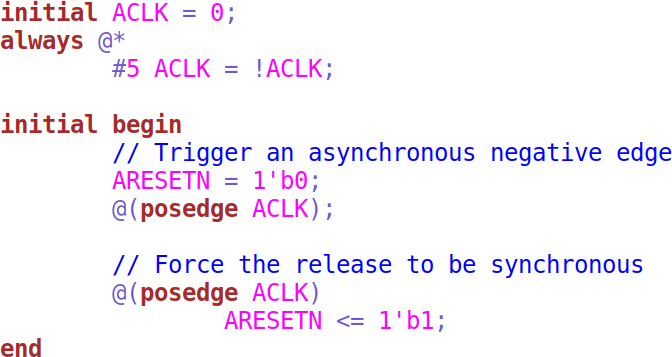 initial ACLK = 0;
always @*
        #5 ACLK = !ACLK;

initial begin
        // Trigger an asynchronous negative edge
        ARESETN = 1'b0;
        @(posedge ACLK);

        // Force the release to be synchronous
        @(posedge ACLK)
                ARESETN <= 1'b1;
end